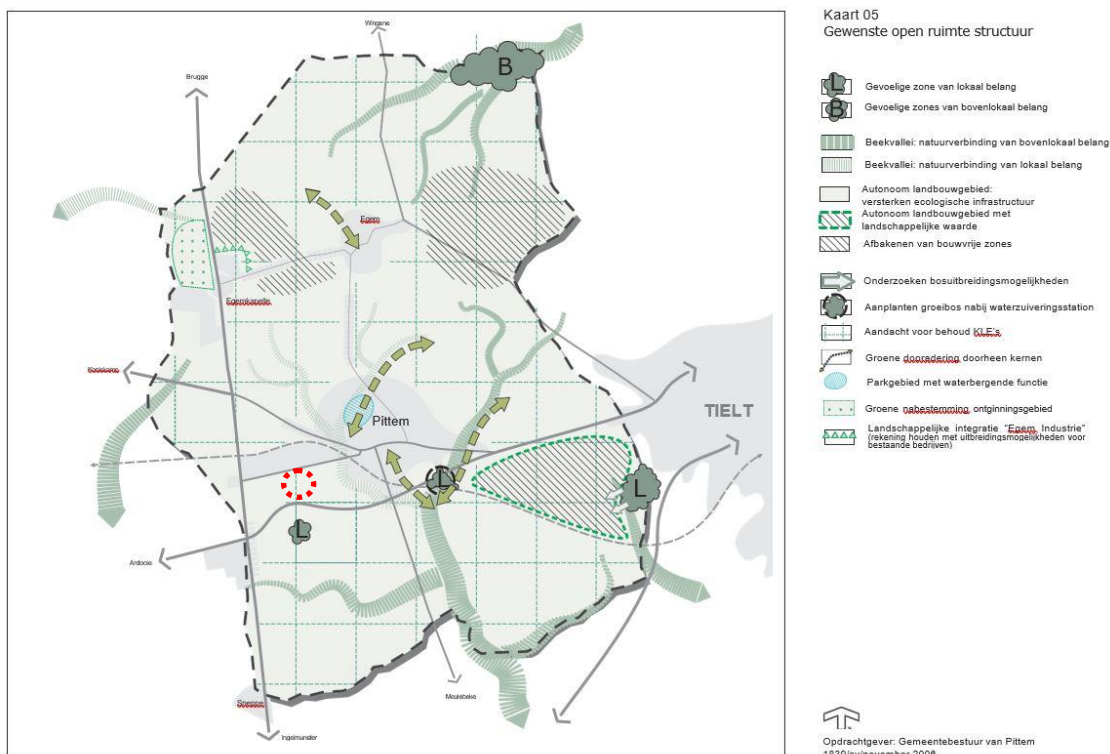 Kaart 05
Gewenste open ruimte structuur
L Gevoelige zone van lokaal belang
B Gevoelige zones van bovenlokaal belang
Beekvallei: natuurverbinding van bovenlokaal belang
Beekvallei: natuurverbinding van lokaal belang
Autonoom landbouwgebied:
versterken ecologische infrastructuur
Autonoom landbouwgebied met
landschappelijke waarde
Afbakenen van bouwvrije zones
Onderzoeken bosuitbreidingsmogelijkheden
Aanplanten groeibos nabij waterzuiveringsstation
Aandacht voor behoud KLE's
Groene dooradering doorheen kernen
Parkgebied met waterbergende functie
Groene nabestemming ontginningsgebied
Landschappelijke integratie "Egem Industrie"
(rekening houden met uitbreidingsmogelijkheden voor
bestaande bedrijven)
Opdrachtgever: Gemeentebestuur van Pittem
Wingene
B
Brugge
Egem
Egemkapelle
Koolskamp
Pittem
TIELT
L
L
L
Ardooie
Meulebeke
Ingelmunster